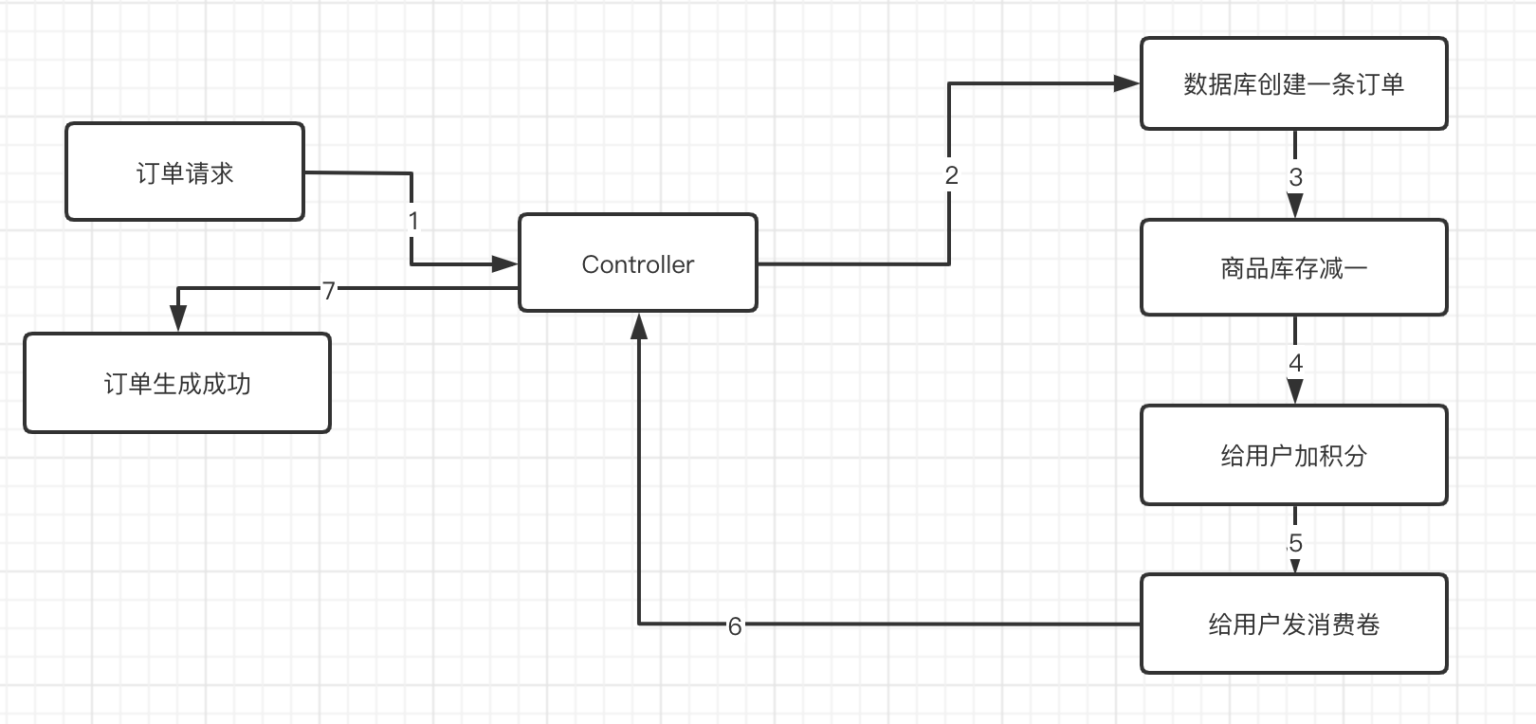 订单请求
1
Controller
2
数据库创建一条订单
3
商品库存减一
4
给用户加积分
5
给用户发消费卷
6
7
订单生成成功